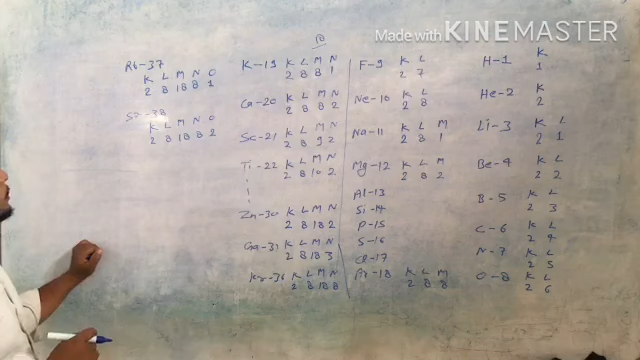 Made with KINEMASTER
18
Rb-37
K L M N O
2 8 18 8 1
Sr-38
K L M N O
2 8 18 8 2
K-19 K L M N
2 8 8 1
Ca-20 K L M N
2 8 8 2
Sc-21 K L M N
2 8 9 2
Ti-22 K L M N
2 8 10 2
Zn-30 K L M N
2 8 18 2
Ga-31 K L M N
2 8 18 3
Kr-36 K L M N
2 8 18 8
F-9 K L
2 7
Ne-10 K L
2 8
Na-11 K L M
2 8 1
Mg-12 K L M
2 8 2
Al-13
Si-14
P-15
S-16
Cl-17
Ar-18 K L M
2 8 8
H-1 K
1
He-2 K
2
Li-3 K L
2 1
Be-4 K L
2 2
B-5 K L
2 3
C-6 K L
2 4
N-7 K L
2 5
O-8 K L
2 6